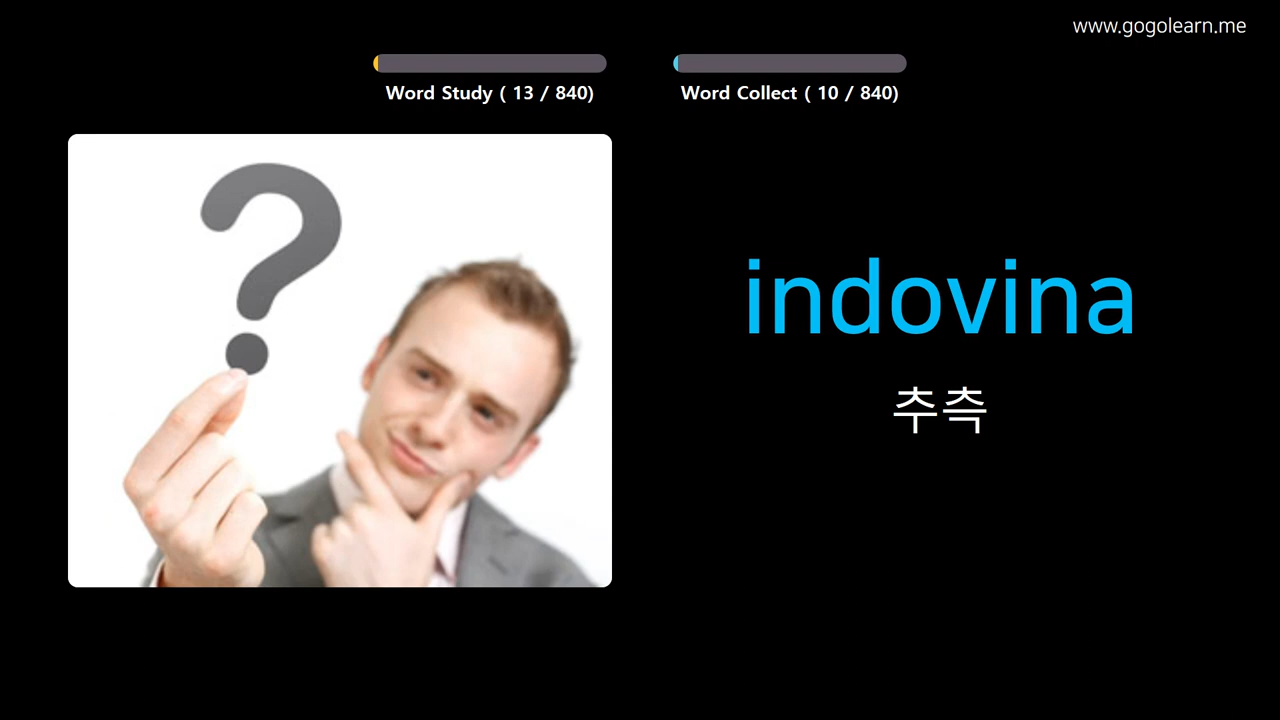 www.gogolearn.me
Word Study ( 13 / 840)
Word Collect ( 10 / 840)
?
indovina
추측